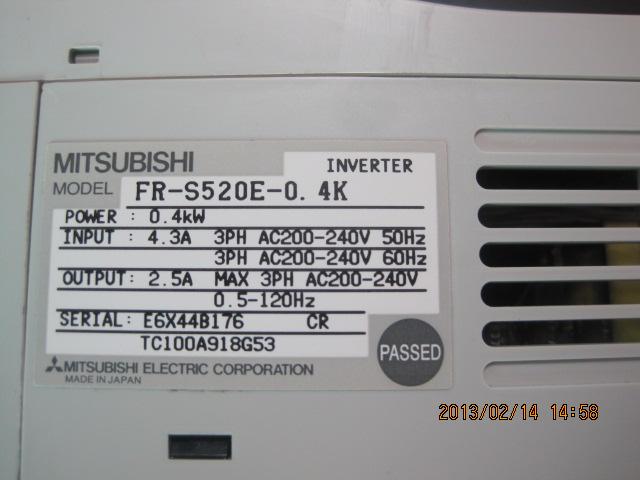 MITSUBISHI INVERTER
MODEL FR-S520E-0.4K
POWER : 0.4kW
INPUT : 4.3A 3PH AC200-240V 50Hz
3PH AC200-240V 60Hz
OUTPUT: 2.5A MAX 3PH AC200-240V
0.5-120Hz
SERIAL: E6X44B176 CR
TC100A918G53
PASSED
MITSUBISHI ELECTRIC CORPORATION
MADE IN JAPAN
2013/02/14 14:58